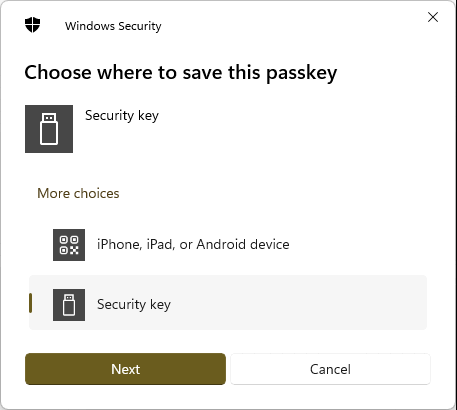 Windows Security
Choose where to save this passkey
Security key
More choices
iPhone, iPad, or Android device
Security key
Next
Cancel